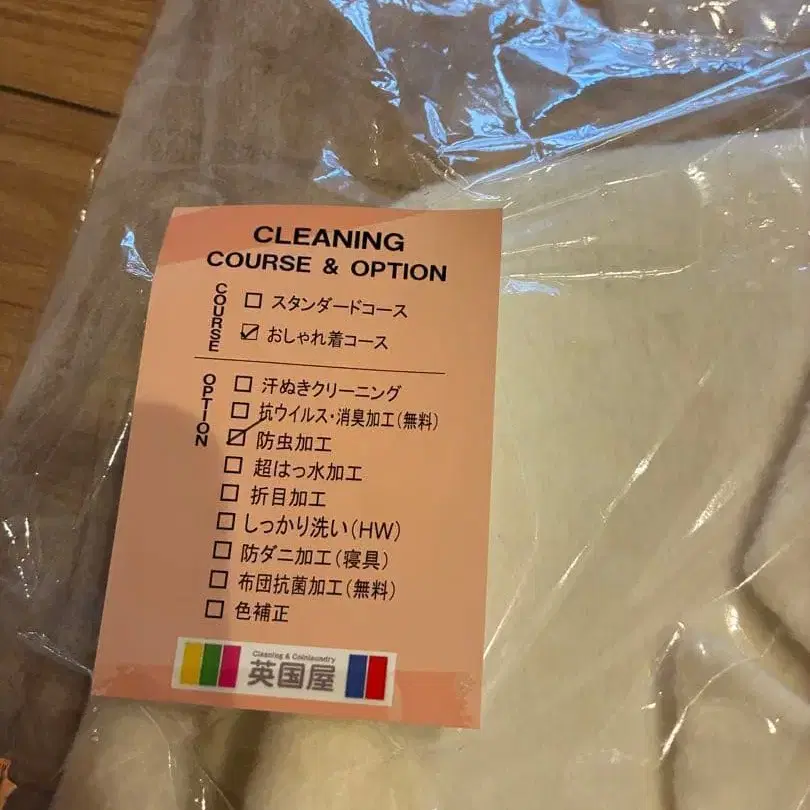 CLEANING
COURSE & OPTION
COURSE
スタンダードコース
おしゃれ着コース
OPTION
汗ぬきクリーニング
抗ウイルス・消臭加工(無料)
防虫加工
超はっ水加工
折目加工
しっかり洗い(HW)
防ダニ加工(寝具)
布団抗菌加工(無料)
色補正
Cleaning & Coinlaundry
英国屋